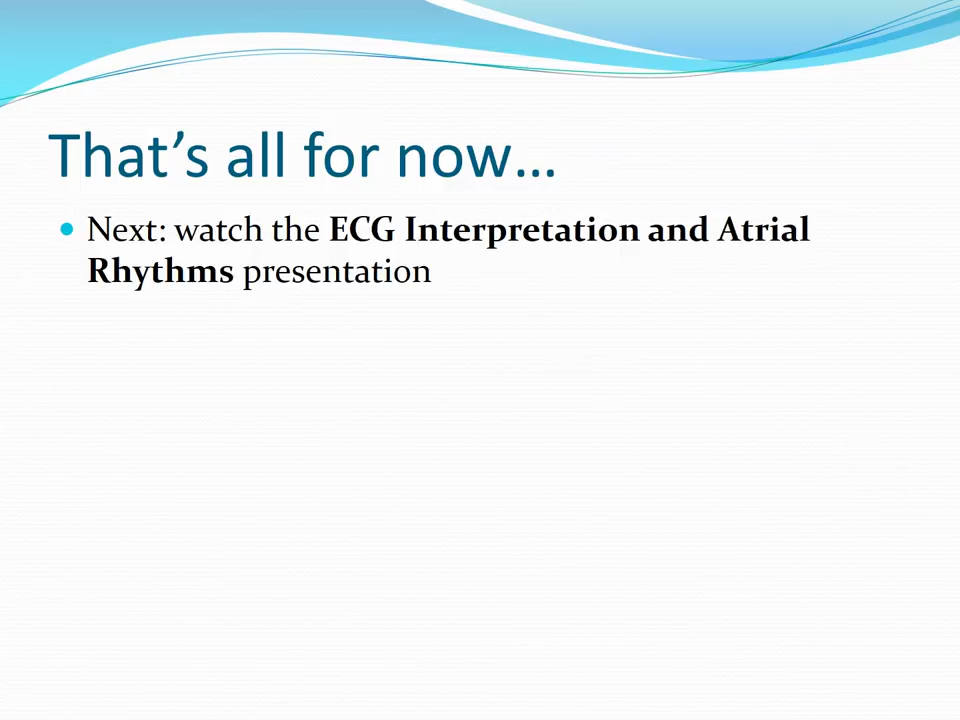 That’s all for now…
• Next: watch the ECG Interpretation and Atrial
Rhythms presentation